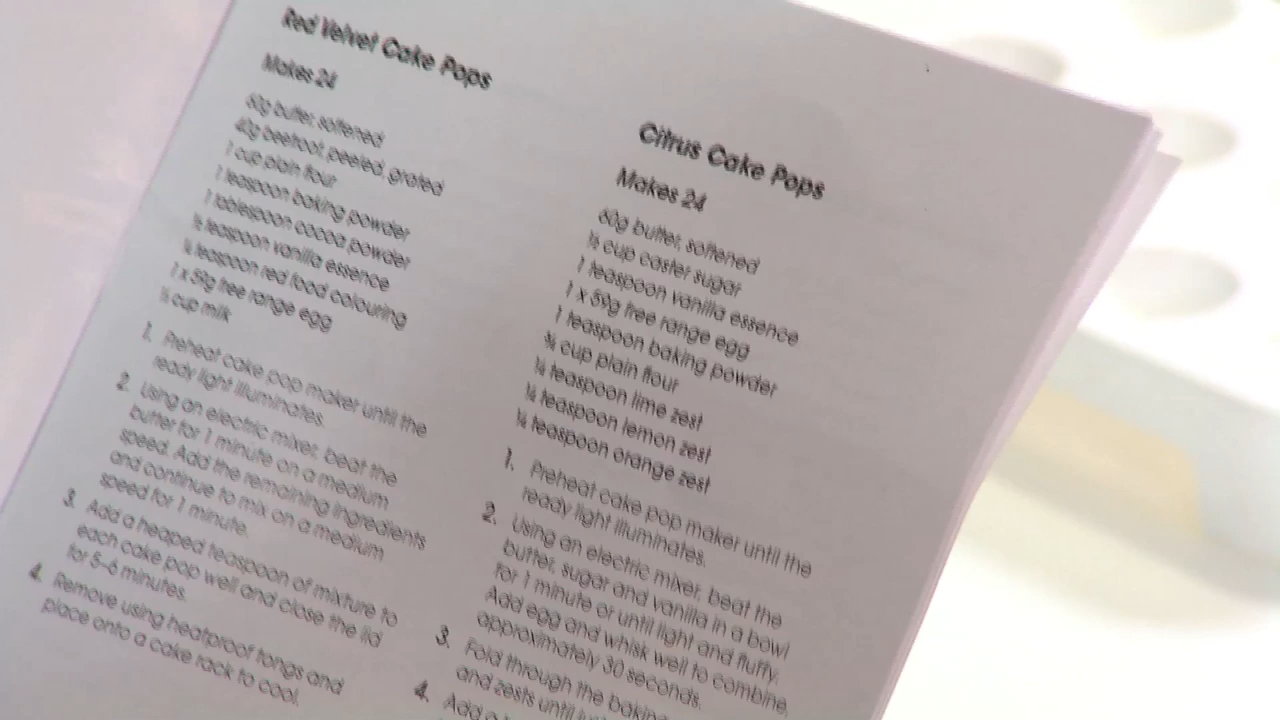 Red Velvet Cake Pops
Makes 24
60g butter, softened
40g beetroot, peeled, grated
1 cup plain flour
1 teaspoon baking powder
1 tablespoon cocoa powder
½ teaspoon vanilla essence
¼ teaspoon red food colouring
1 x 59g free range egg
½ cup milk
1. Preheat cake pop maker until the
ready light illuminates.
2. Using an electric mixer, beat the
butter for 1 minute on a medium
speed. Add the remaining ingredients
and continue to mix on a medium
speed for 1 minute.
3. Add a heaped teaspoon of mixture to
each cake pop well and close the lid
for 5-6 minutes.
4. Remove using heatproof tongs and
place onto a cake rack to cool.
Citrus Cake Pops
Makes 24
60g butter, softened
¼ cup caster sugar
1 teaspoon vanilla essence
1 x 59g free range egg
1 teaspoon baking powder
¾ cup plain flour
¼ teaspoon lime zest
¼ teaspoon lemon zest
¼ teaspoon orange zest
1. Preheat cake pop maker until the
ready light illuminates.
2. Using an electric mixer, beat the
butter, sugar and vanilla in a bowl
for 1 minute or until light and fluffy.
Add egg and whisk well to combine,
approximately 30 seconds.
3. Fold through the baking
and zests until
4. Add a